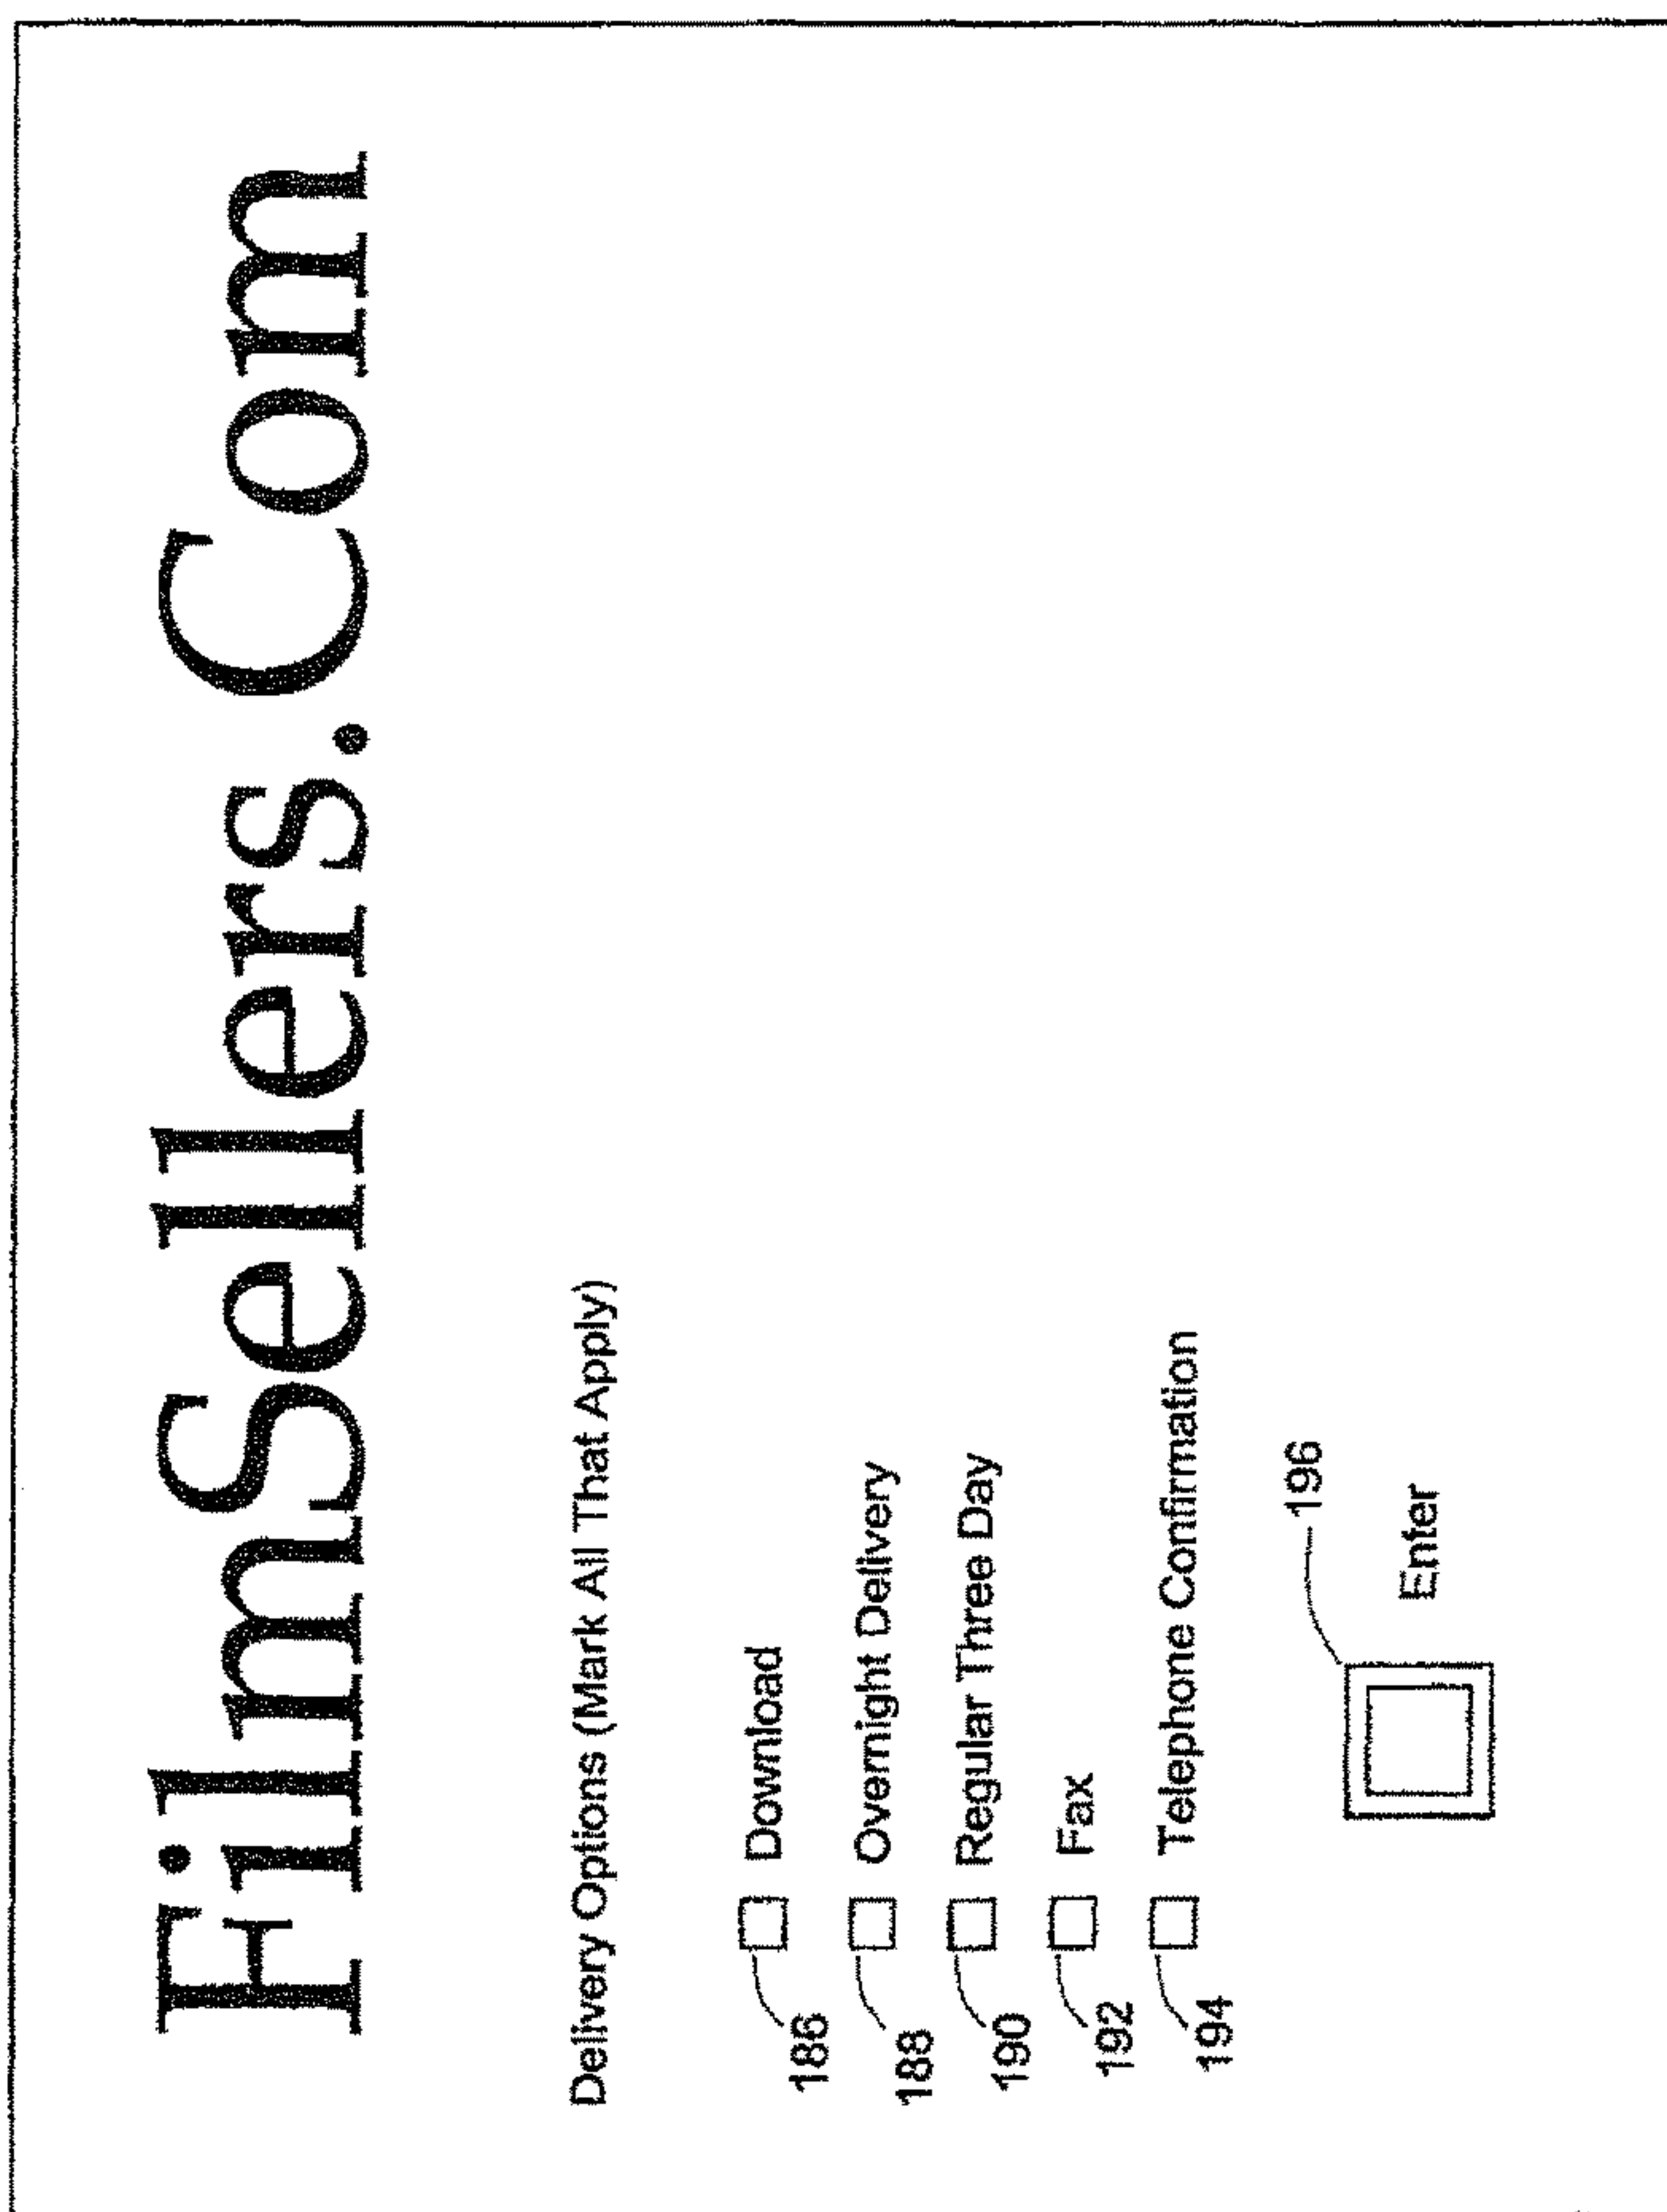 FilmSellers.Com
Delivery Options (Mark All That Apply)
186 Download
188 Overnight Delivery
190 Regular Three Day
192 Fax
194 Telephone Confirmation
196
Enter